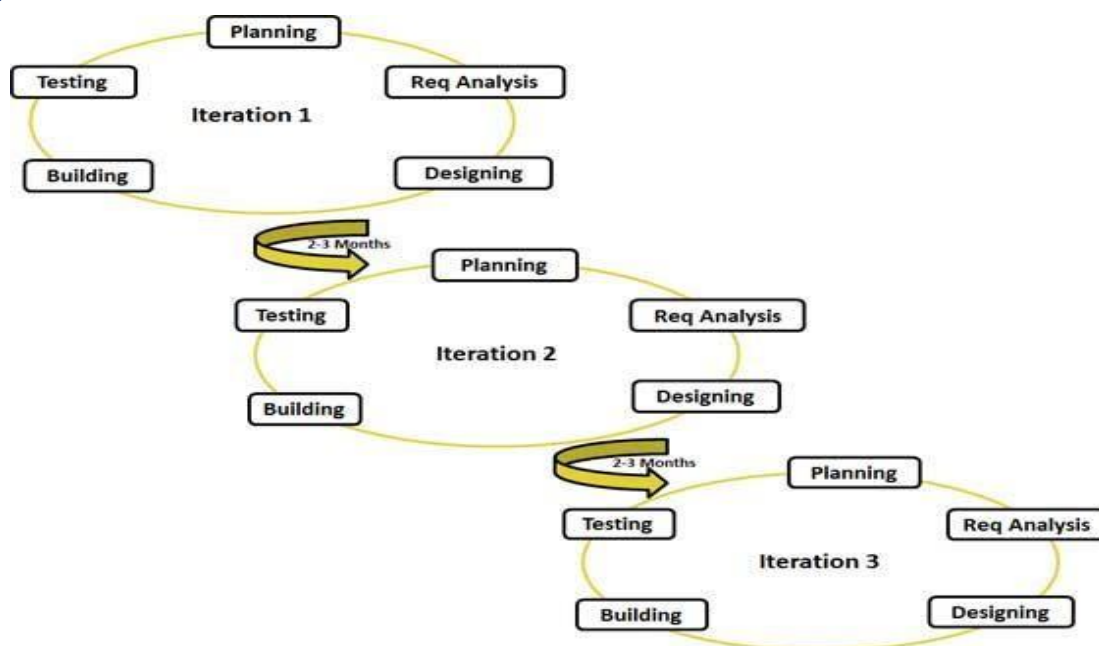 Planning
Testing
Req Analysis
Iteration 1
Building
Designing
2-3 Months
Planning
Testing
Req Analysis
Iteration 2
Building
Designing
2-3 Months
Planning
Testing
Req Analysis
Iteration 3
Building
Designing